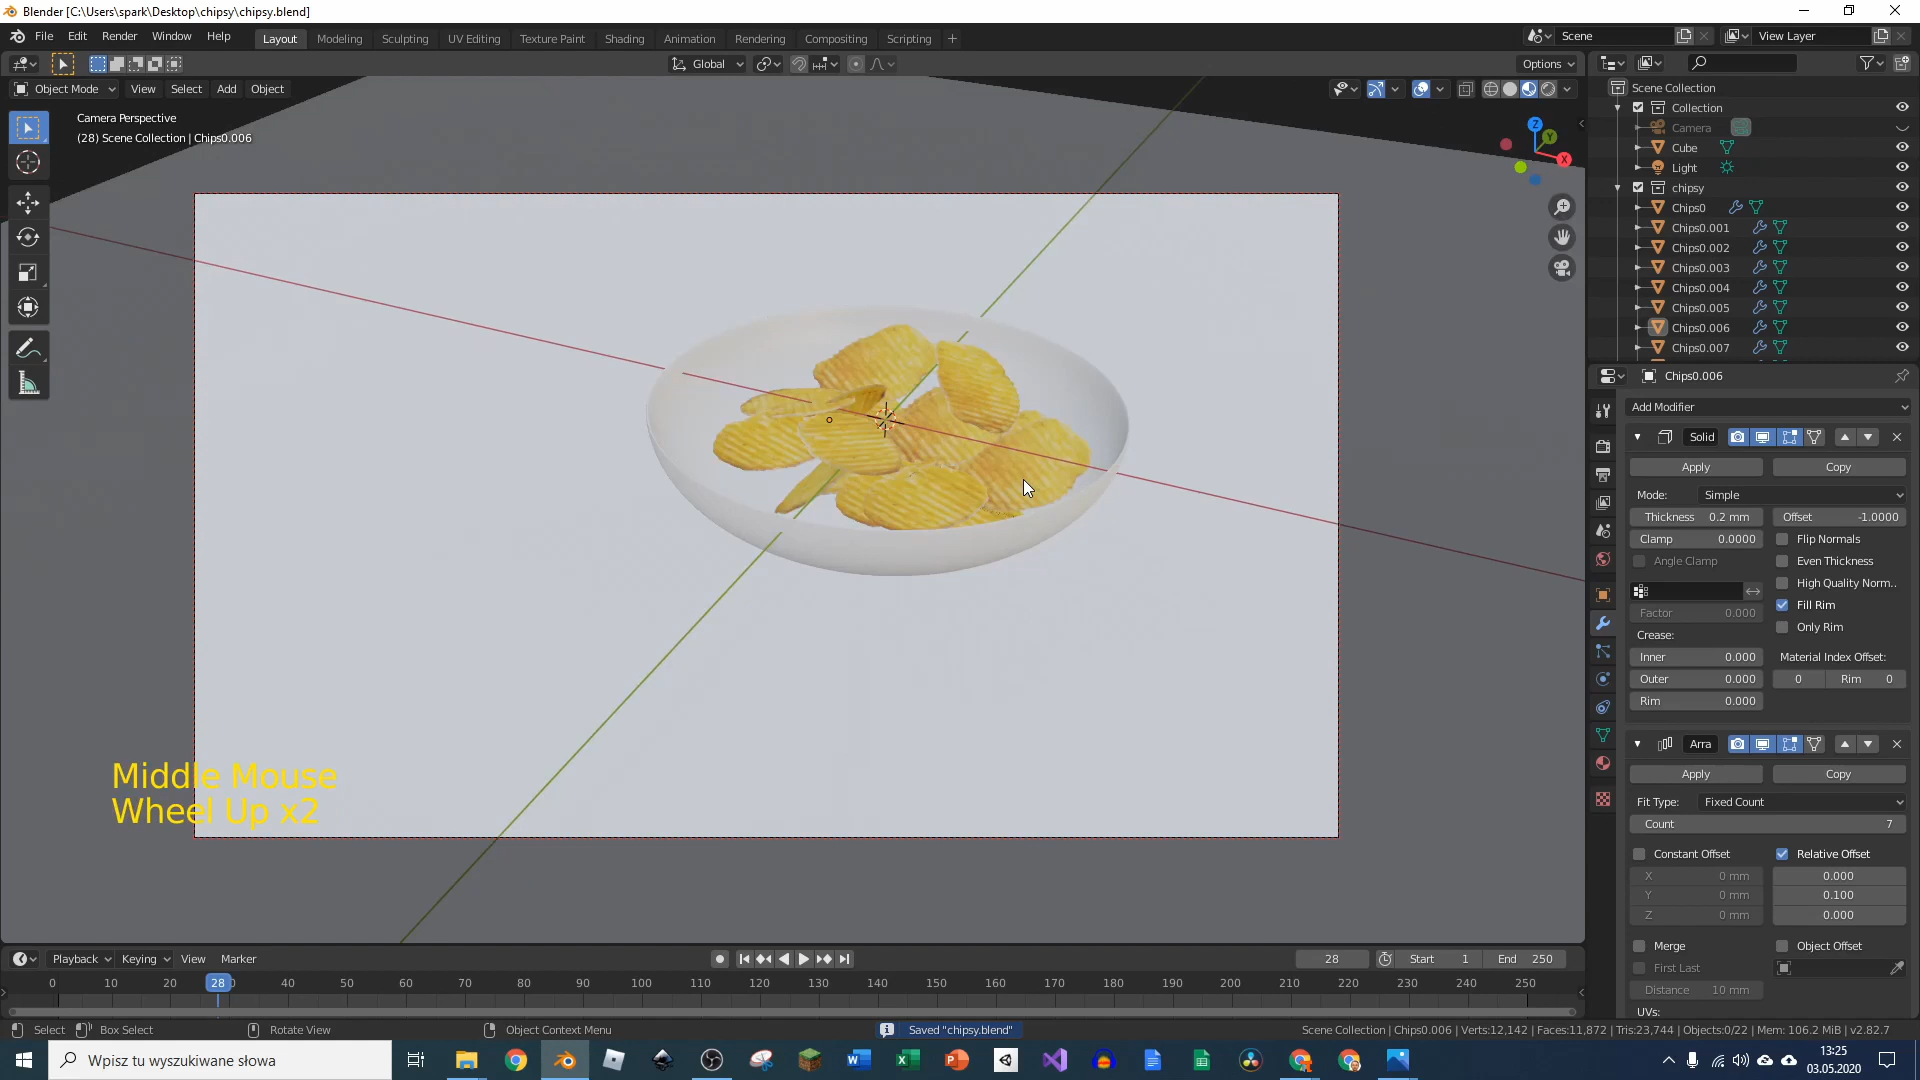 Blender [C:\Users\spark\Desktop\chipsy\chipsy.blend]
File Edit Render Window Help
Layout Modeling Sculpting UV Editing Texture Paint Shading Animation Rendering Compositing Scripting +
Scene
View Layer
Global
Options
Object Mode View Select Add Object
Camera Perspective
(28) Scene Collection | Chips0.006
Z
Y
X
Middle Mouse
Wheel Up x2
Scene Collection
Collection
Camera
Cube
Light
chipsy
Chips0
Chips0.001
Chips0.002
Chips0.003
Chips0.004
Chips0.005
Chips0.006
Chips0.007
Chips0.006
Add Modifier
Solid
Apply Copy
Mode: Simple
Thickness 0.2 mm Offset -1.0000
Clamp 0.0000 Flip Normals
Angle Clamp Even Thickness
High Quality Norm..
Fill Rim
Factor 0.000
Only Rim
Crease:
Inner 0.000 Material Index Offset:
Outer 0.000 0 Rim 0
Rim 0.000
Arra
Apply Copy
Fit Type: Fixed Count
Count 7
Constant Offset Relative Offset
X 0 mm 0.000
Y 0 mm 0.100
Z 0 mm 0.000
Merge Object Offset
First Last
Distance 10 mm
UVs:
Playback Keying View Marker
28 Start 1 End 250
0 10 20 28 40 50 60 70 80 90 100 110 120 130 140 150 160 170 180 190 200 210 220 230 240 250
Select Box Select Rotate View Object Context Menu Saved "chipsy.blend" Scene Collection | Chips0.006 | Verts:12,142 | Faces:11,872 | Tris:23,744 | Objects:0/22 | Mem: 106.2 MiB | v2.82.7
Wpisz tu wyszukiwane słowa
13:25
03.05.2020